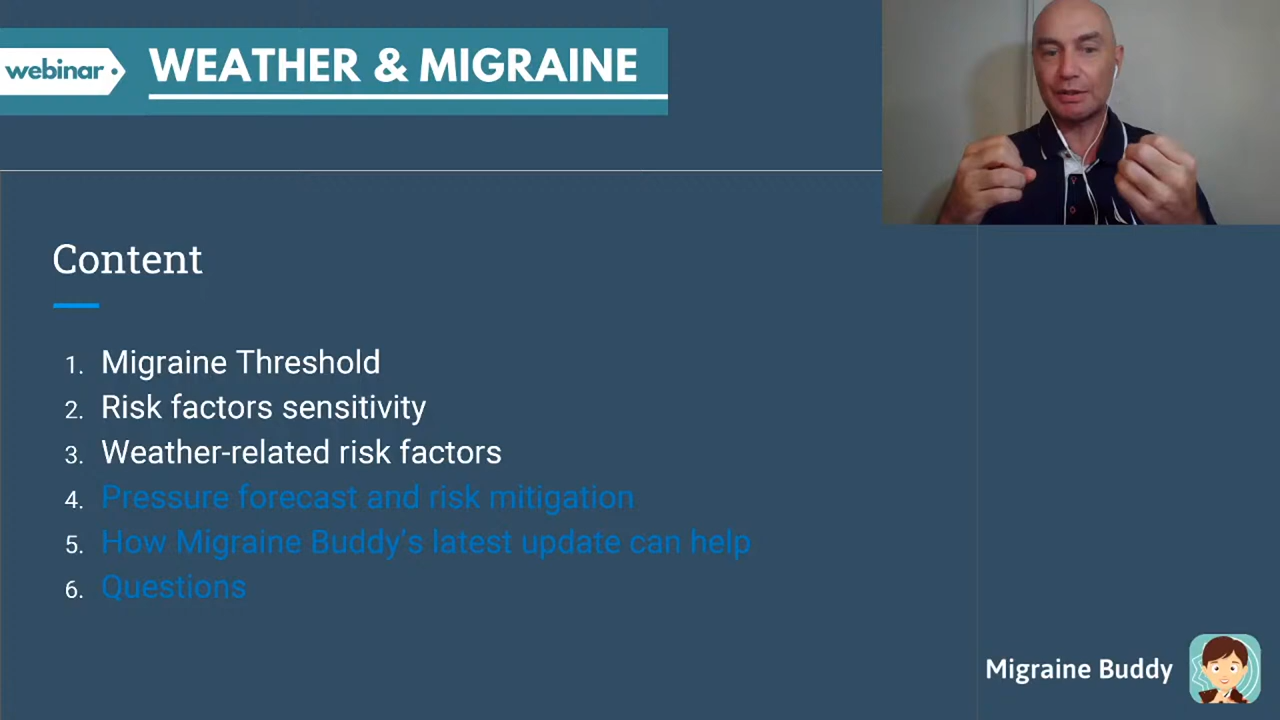 webinar
WEATHER & MIGRAINE
Content
1. Migraine Threshold
2. Risk factors sensitivity
3. Weather-related risk factors
4. Pressure forecast and risk mitigation
5. How Migraine Buddy's latest update can help
6. Questions
Migraine Buddy